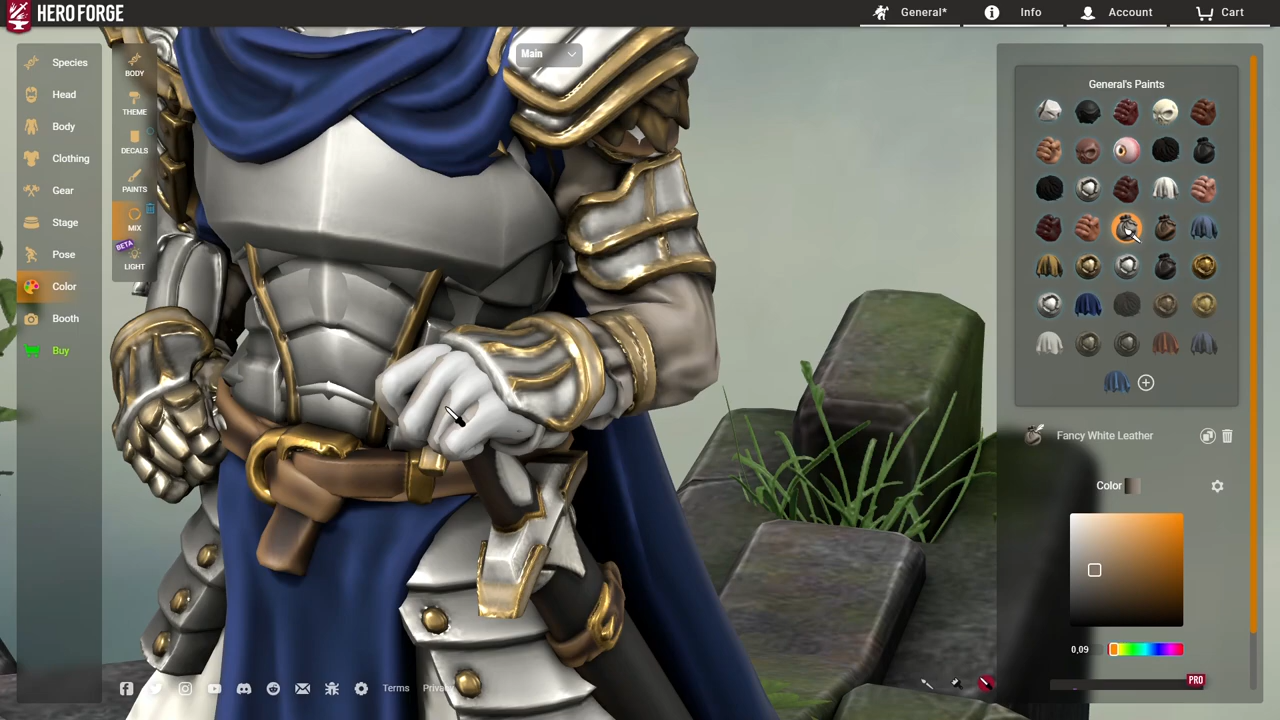 HERO FORGE
General*
Info
Account
Cart
Species
Head
Body
Clothing
Gear
Stage
Pose
Color
Booth
Buy
BODY
THEME
DECALS
PAINTS
MIX
BETA
LIGHT
Main
General's Paints
Fancy White Leather
Color
0,09
PRO
Terms
Privacy